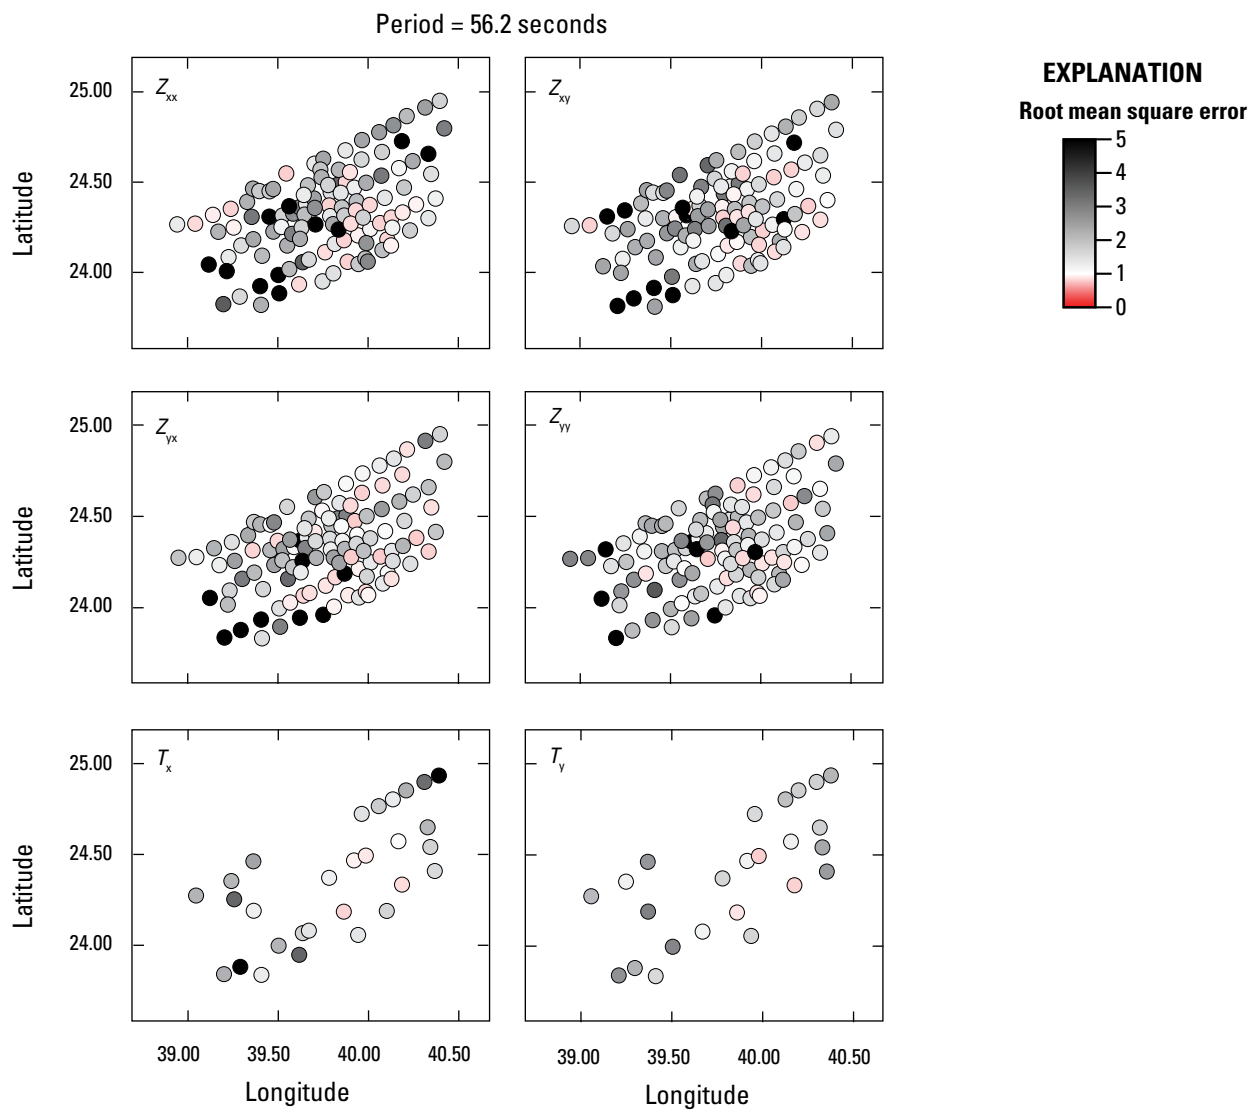 Period = 56.2 seconds
EXPLANATION
Root mean square error
5
4
3
2
1
0
Zxx
Zxy
25.00
24.50
24.00
Latitude
Zyx
Zyy
25.00
24.50
24.00
Latitude
Tx
Ty
25.00
24.50
24.00
Latitude
39.00 39.50 40.00 40.50
39.00 39.50 40.00 40.50
Longitude
Longitude